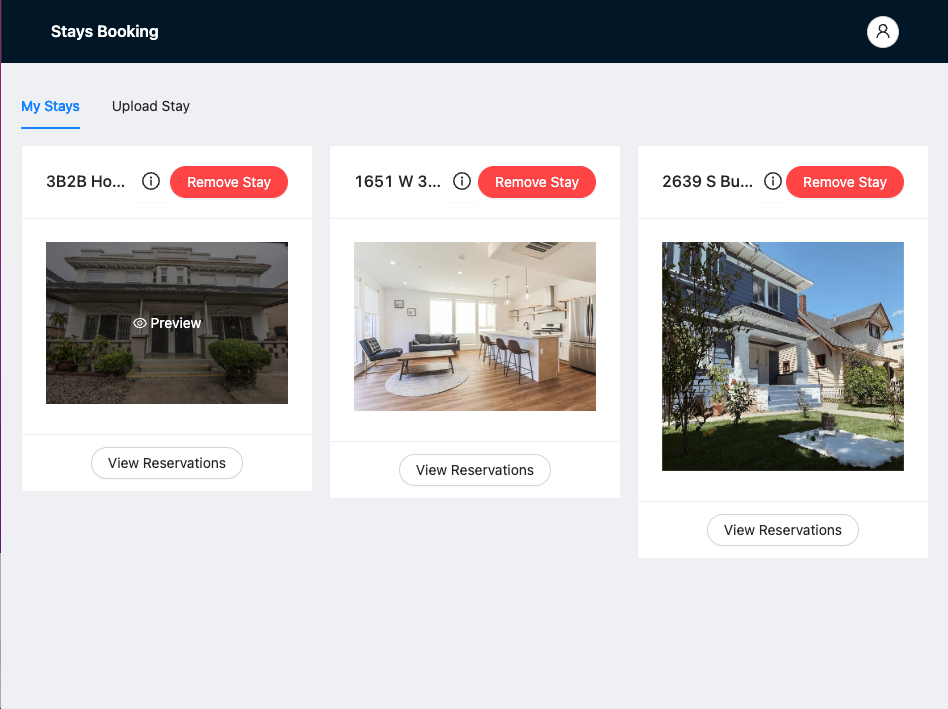 Stays Booking
My Stays
Upload Stay
3B2B Ho...
Remove Stay
1651 W 3...
Remove Stay
2639 S Bu...
Remove Stay
Preview
View Reservations
View Reservations
View Reservations